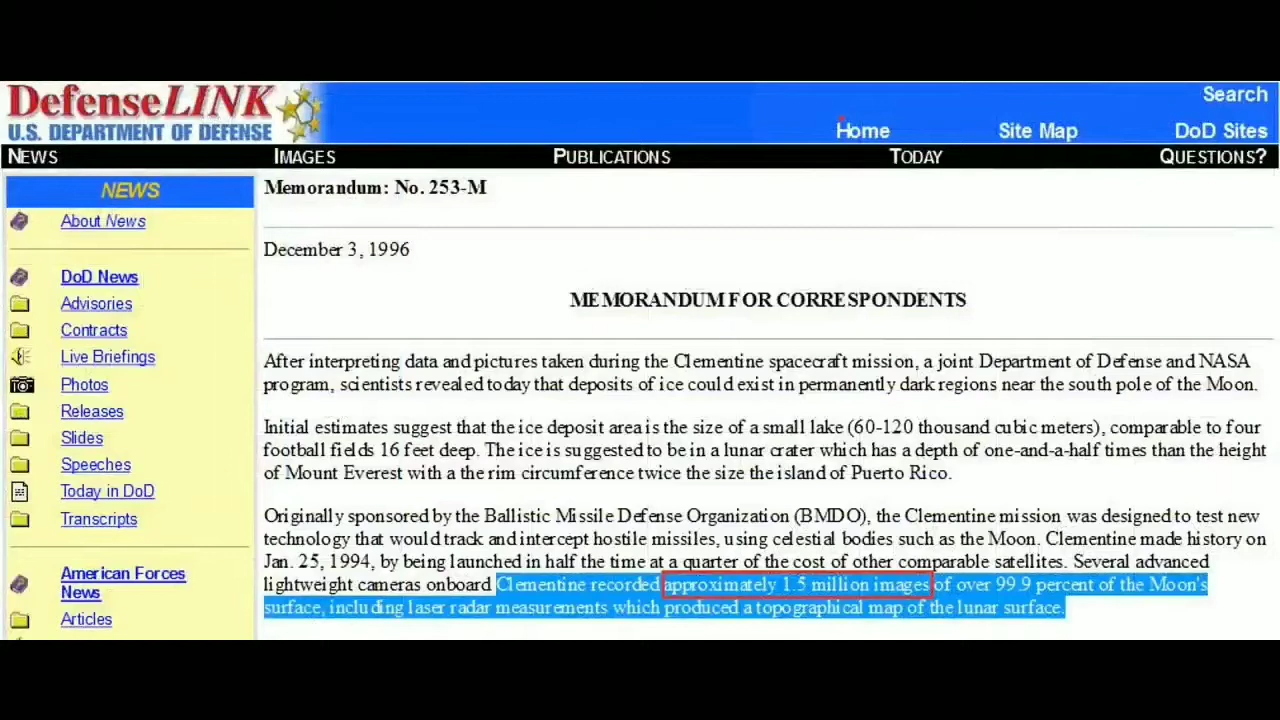 DefenseLINK
U.S. DEPARTMENT OF DEFENSE
Search
Home Site Map DoD Sites
NEWS IMAGES PUBLICATIONS TODAY QUESTIONS?
NEWS
About News
DoD News
Advisories
Contracts
Live Briefings
Photos
Releases
Slides
Speeches
Today in DoD
Transcripts
American Forces
News
Articles
Memorandum: No. 253-M
December 3, 1996
MEMORANDUM FOR CORRESPONDENTS
After interpreting data and pictures taken during the Clementine spacecraft mission, a joint Department of Defense and NASA
program, scientists revealed today that deposits of ice could exist in permanently dark regions near the south pole of the Moon.
Initial estimates suggest that the ice deposit area is the size of a small lake (60-120 thousand cubic meters), comparable to four
football fields 16 feet deep. The ice is suggested to be in a lunar crater which has a depth of one-and-a-half times than the height
of Mount Everest with a rim circumference twice the size the island of Puerto Rico.
Originally sponsored by the Ballistic Missile Defense Organization (BMDO), the Clementine mission was designed to test new
technology that would track and intercept hostile missiles, using celestial bodies such as the Moon. Clementine made history on
Jan. 25, 1994, by being launched in half the time at a quarter of the cost of other comparable satellites. Several advanced
lightweight cameras onboard Clementine recorded approximately 1.5 million images of over 99.9 percent of the Moon's
surface, including laser radar measurements which produced a topographical map of the lunar surface.